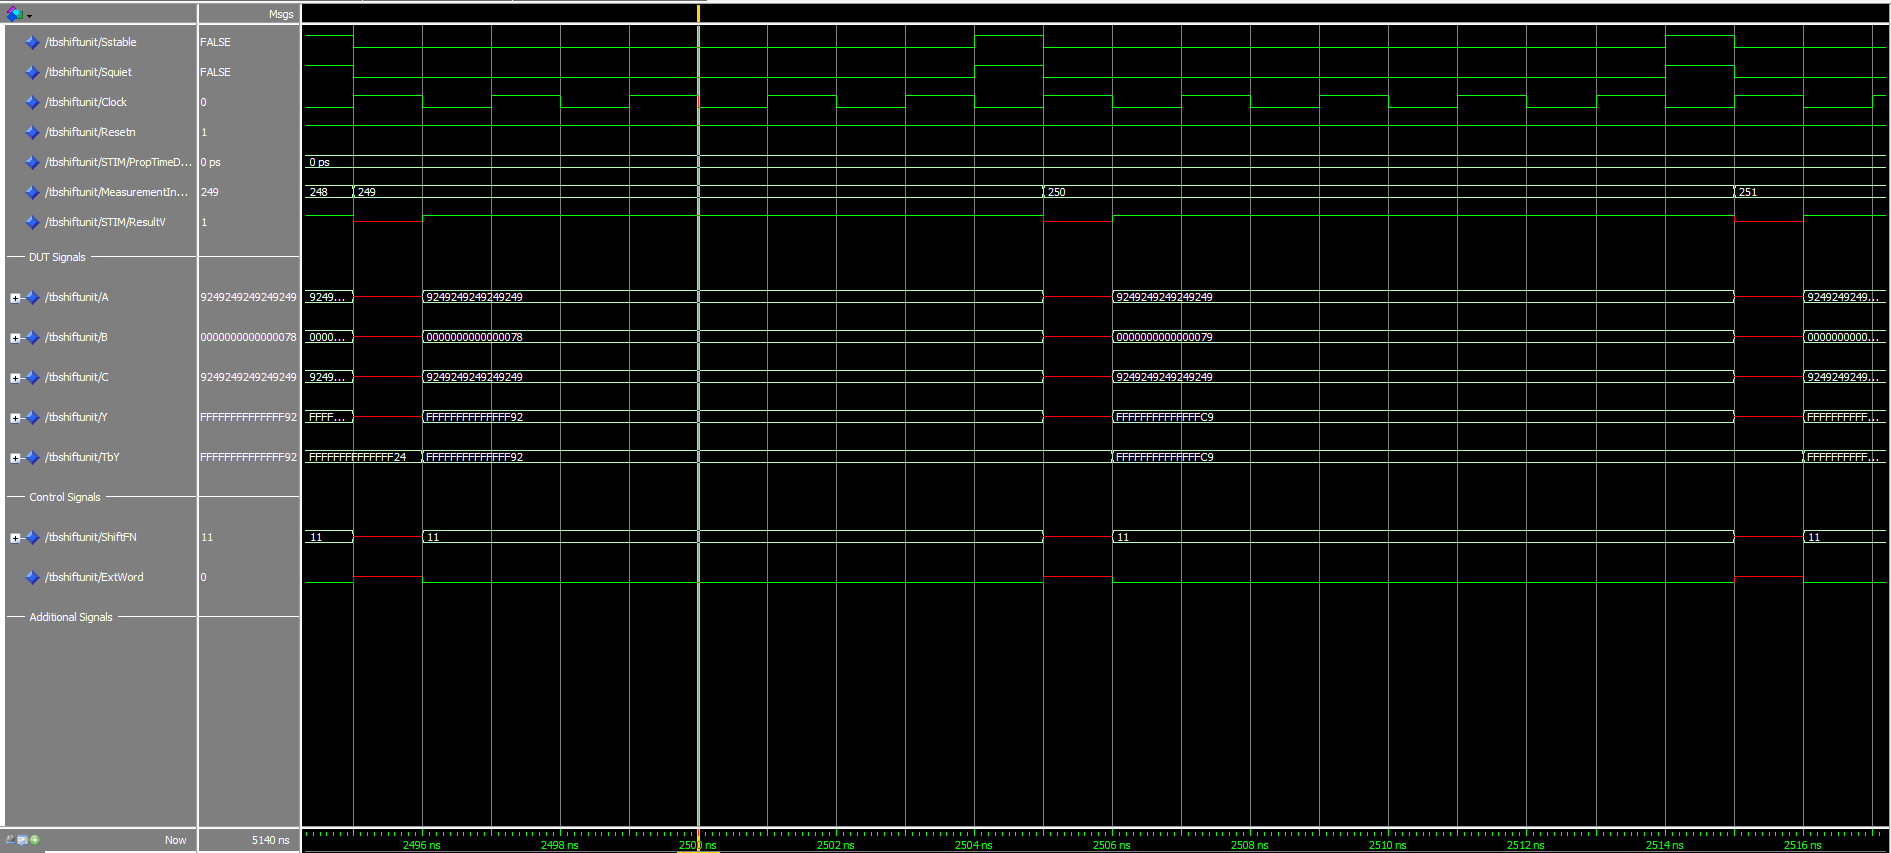 Msgs
/tbshiftunit/Sstable FALSE
/tbshiftunit/Squiet FALSE
/tbshiftunit/Clock 0
/tbshiftunit/Resetn 1
/tbshiftunit/STIM/PropTimeD... 0 ps 0 ps
/tbshiftunit/MeasurementIn... 249 248 249 250 251
/tbshiftunit/STIM/ResultV 1
DUT Signals
/tbshiftunit/A 9249249249249249 9249... 9249249249249249 9249249249249249 9249249249...
/tbshiftunit/B 0000000000000078 0000... 0000000000000078 0000000000000079 0000000000...
/tbshiftunit/C 9249249249249249 9249... 9249249249249249 9249249249249249 9249249249...
/tbshiftunit/Y FFFFFFFFFFFFFF92 FFFF... FFFFFFFFFFFFFF92 FFFFFFFFFFFFFFC9 FFFFFFFFFF...
/tbshiftunit/TbY FFFFFFFFFFFFFF92 FFFFFFFFFFFFFF24 FFFFFFFFFFFFFF92 FFFFFFFFFFFFFFC9 FFFFFFFFFF...
Control Signals
/tbshiftunit/ShiftFN 11 11 11 11 11
/tbshiftunit/ExtWord 0
Additional Signals
Now 5140 ns
2496 ns 2498 ns 2500 ns 2502 ns 2504 ns 2506 ns 2508 ns 2510 ns 2512 ns 2514 ns 2516 ns